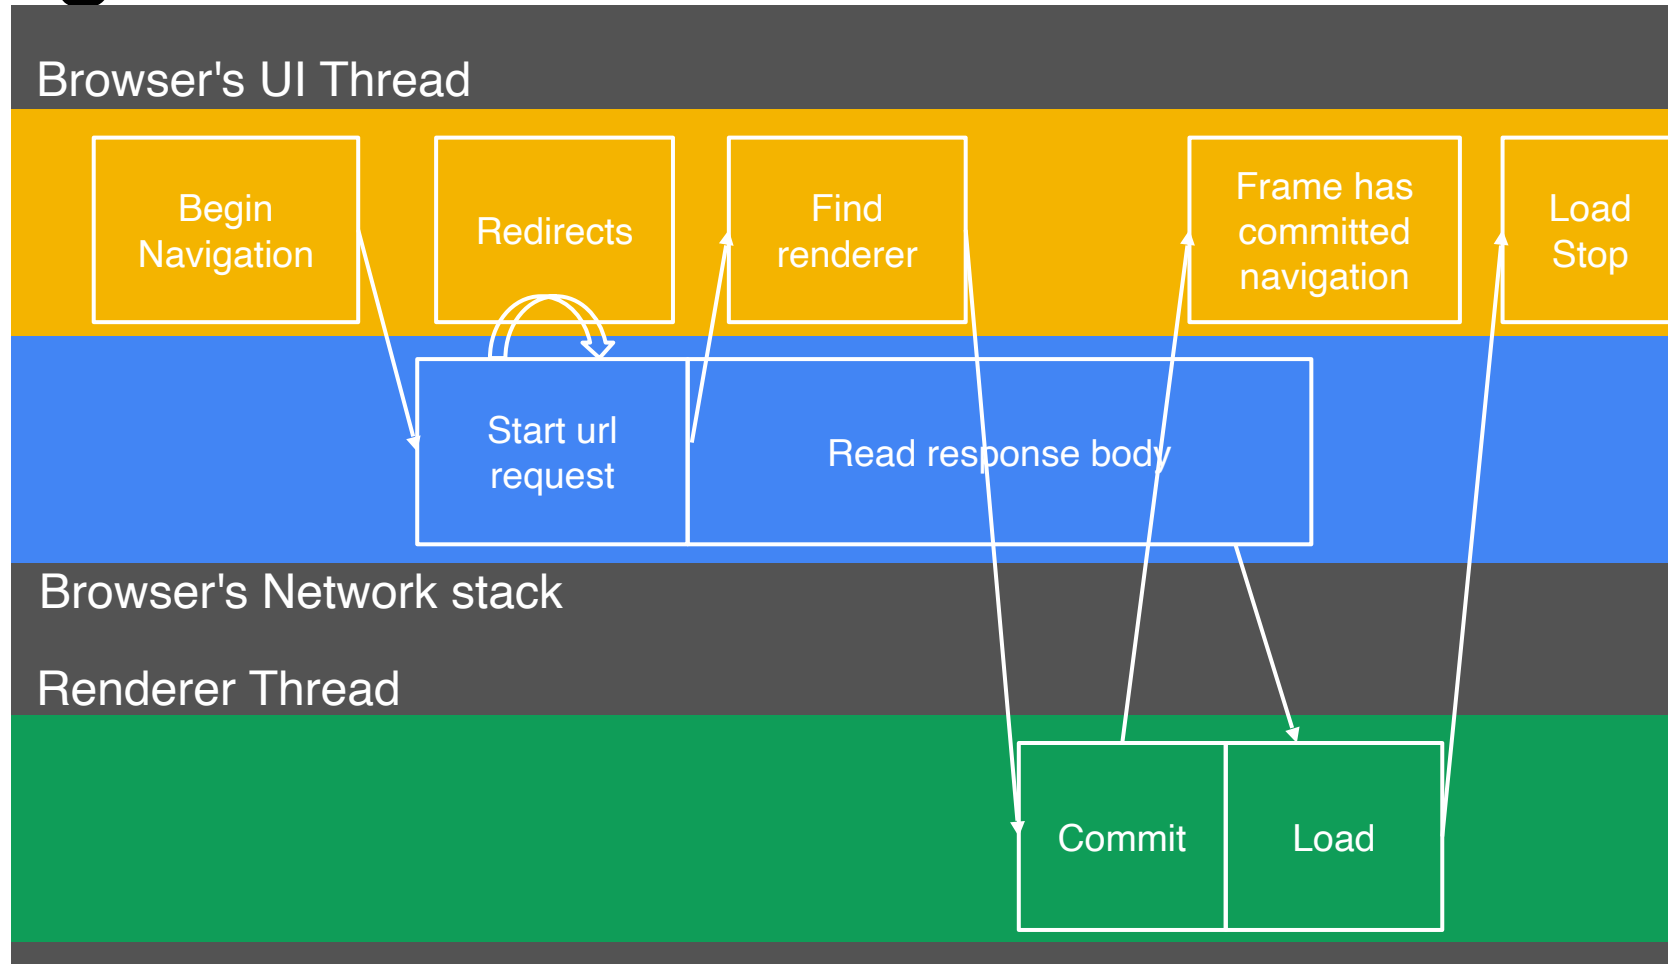 Browser's UI Thread
Begin
Navigation
Redirects
Find
renderer
Frame has
committed
navigation
Load
Stop
Start url
request
Read response body
Browser's Network stack
Renderer Thread
Commit
Load